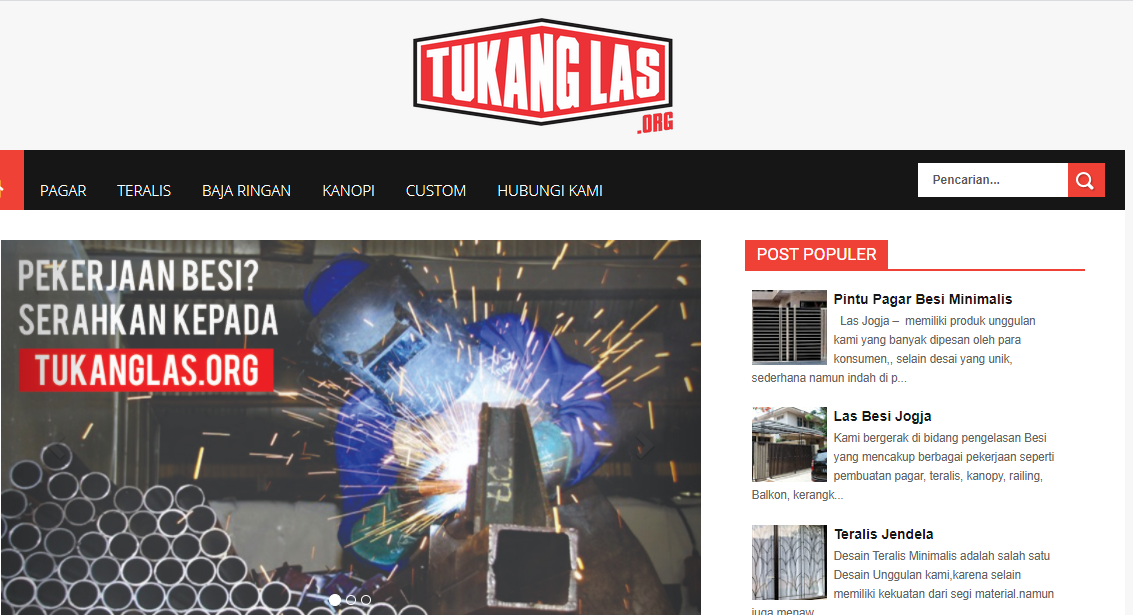 TUKANG LAS
.ORG
PAGAR TERALIS BAJA RINGAN KANOPI CUSTOM HUBUNGI KAMI
Pencarian...
PEKERJAAN BESI?
SERAHKAN KEPADA
TUKANGLAS.ORG
POST POPULER
Pintu Pagar Besi Minimalis
Las Jogja – memiliki produk unggulan
kami yang banyak dipesan oleh para
konsumen,, selain desai yang unik,
sederhana namun indah di p...
Las Besi Jogja
Kami bergerak di bidang pengelasan Besi
yang mencakup berbagai pekerjaan seperti
pembuatan pagar, teralis, kanopy, railing,
Balkon, kerangk...
Teralis Jendela
Desain Teralis Minimalis adalah salah satu
Desain Unggulan kami,karena selain
memiliki kekuatan dari segi material.namun
juga menaw...